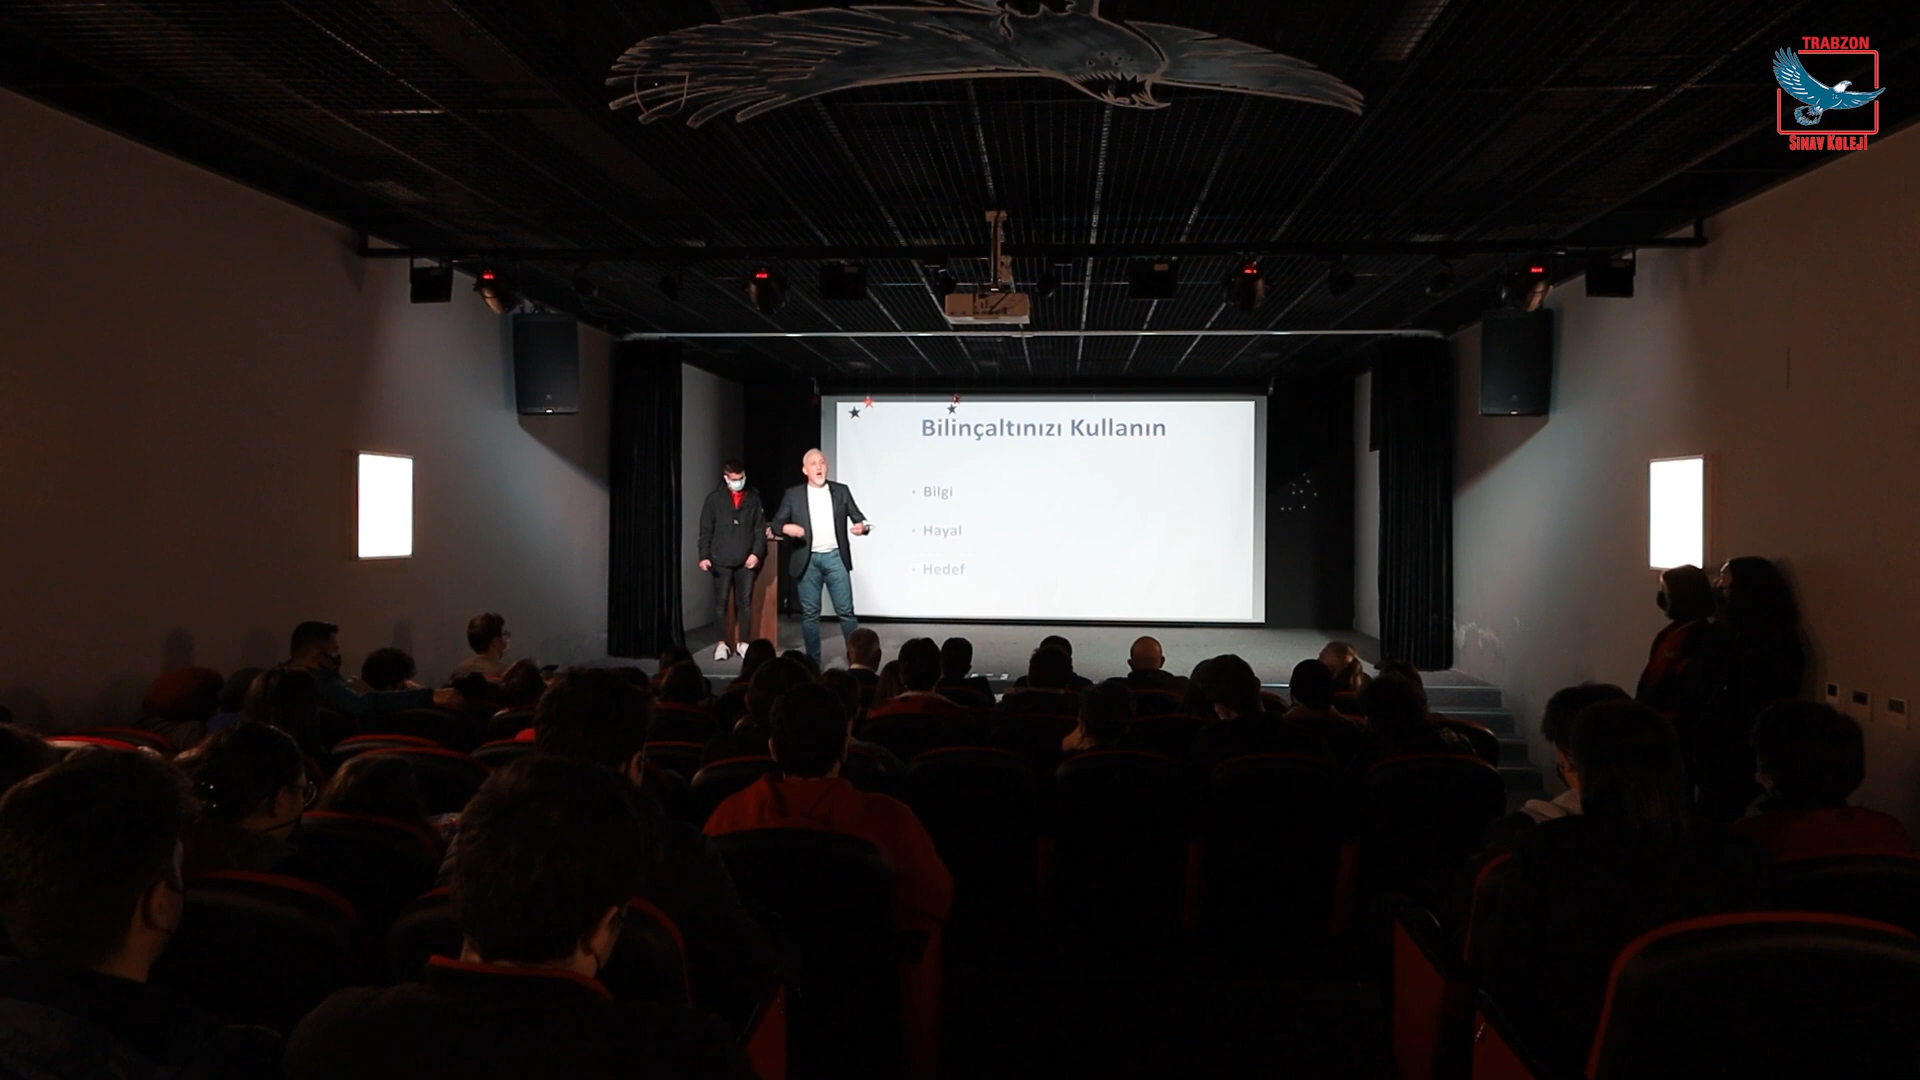 TRABZON
SINAV KOLEJİ
Bilinçaltınızı Kullanın
• Bilgi
• Hayal
• Hedef